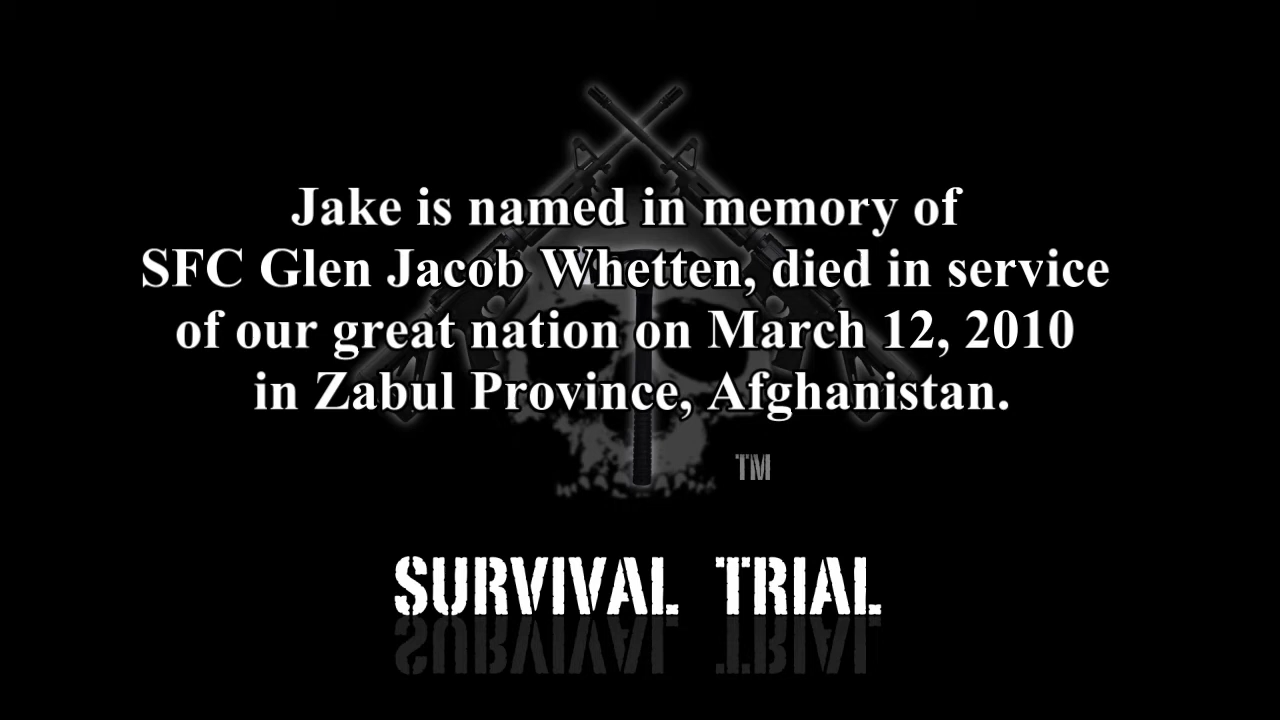 Jake is named in memory of
SFC Glen Jacob Whetten, died in service
of our great nation on March 12, 2010
in Zabul Province, Afghanistan.
TM
SURVIVAL TRIAL